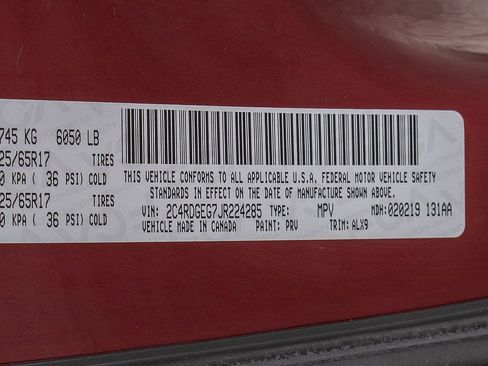 745 KG 6050 LB
25/65R17 TIRES
0 KPA ( 36 PSI) COLD
25/65R17 TIRES
0 KPA ( 36 PSI) COLD
THIS VEHICLE CONFORMS TO ALL APPLICABLE U.S.A. FEDERAL MOTOR VEHICLE SAFETY
STANDARDS IN EFFECT ON THE DATE OF MANUFACTURE SHOWN ABOVE.
VIN: 2C4RDGEG7JR224285 TYPE: MPV MDH: 020219 131AA
VEHICLE MADE IN CANADA PAINT: PRV TRIM: ALX9